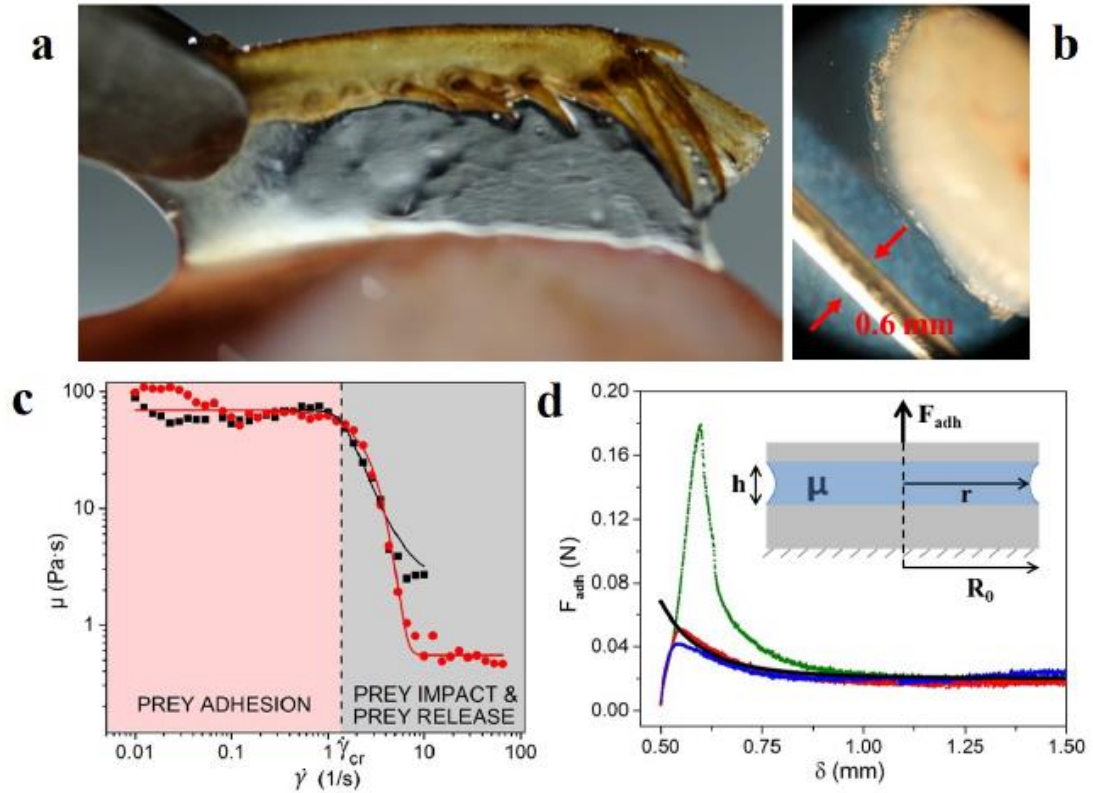 a
b
0.6 mm
c
100
10
1
μ (Pa·s)
PREY ADHESION
PREY IMPACT &
PREY RELEASE
0.01
0.1
1
γ̇cr
10
100
γ̇ (1/s)
d
0.20
0.16
0.12
0.08
0.04
0.00
Fadh (N)
Fadh
h
μ
r
R0
0.50
0.75
1.00
1.25
1.50
δ (mm)